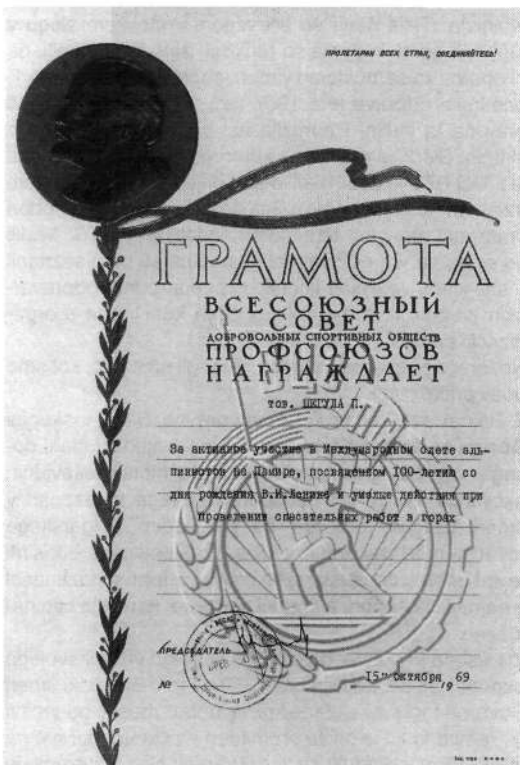 ПРОЛЕТАРИИ ВСЕХ СТРАН, СОЕДИНЯЙТЕСЬ!
ГРАМОТА
ВСЕСОЮЗНЫЙ
СОВЕТ
ДОБРОВОЛЬНЫХ СПОРТИВНЫХ ОБЩЕСТВ
ПРОФСОЮЗОВ
НАГРАЖДАЕТ
тов. П.
За активное участие в Международном слете аль-
пинистов на Памире, посвященном 100-летию со
дня рождения В.И.Ленина и умелые действия при
проведении спасательных работ в горах
ПРЕДСЕДАТЕЛЬ
№ 15 октября 19 69